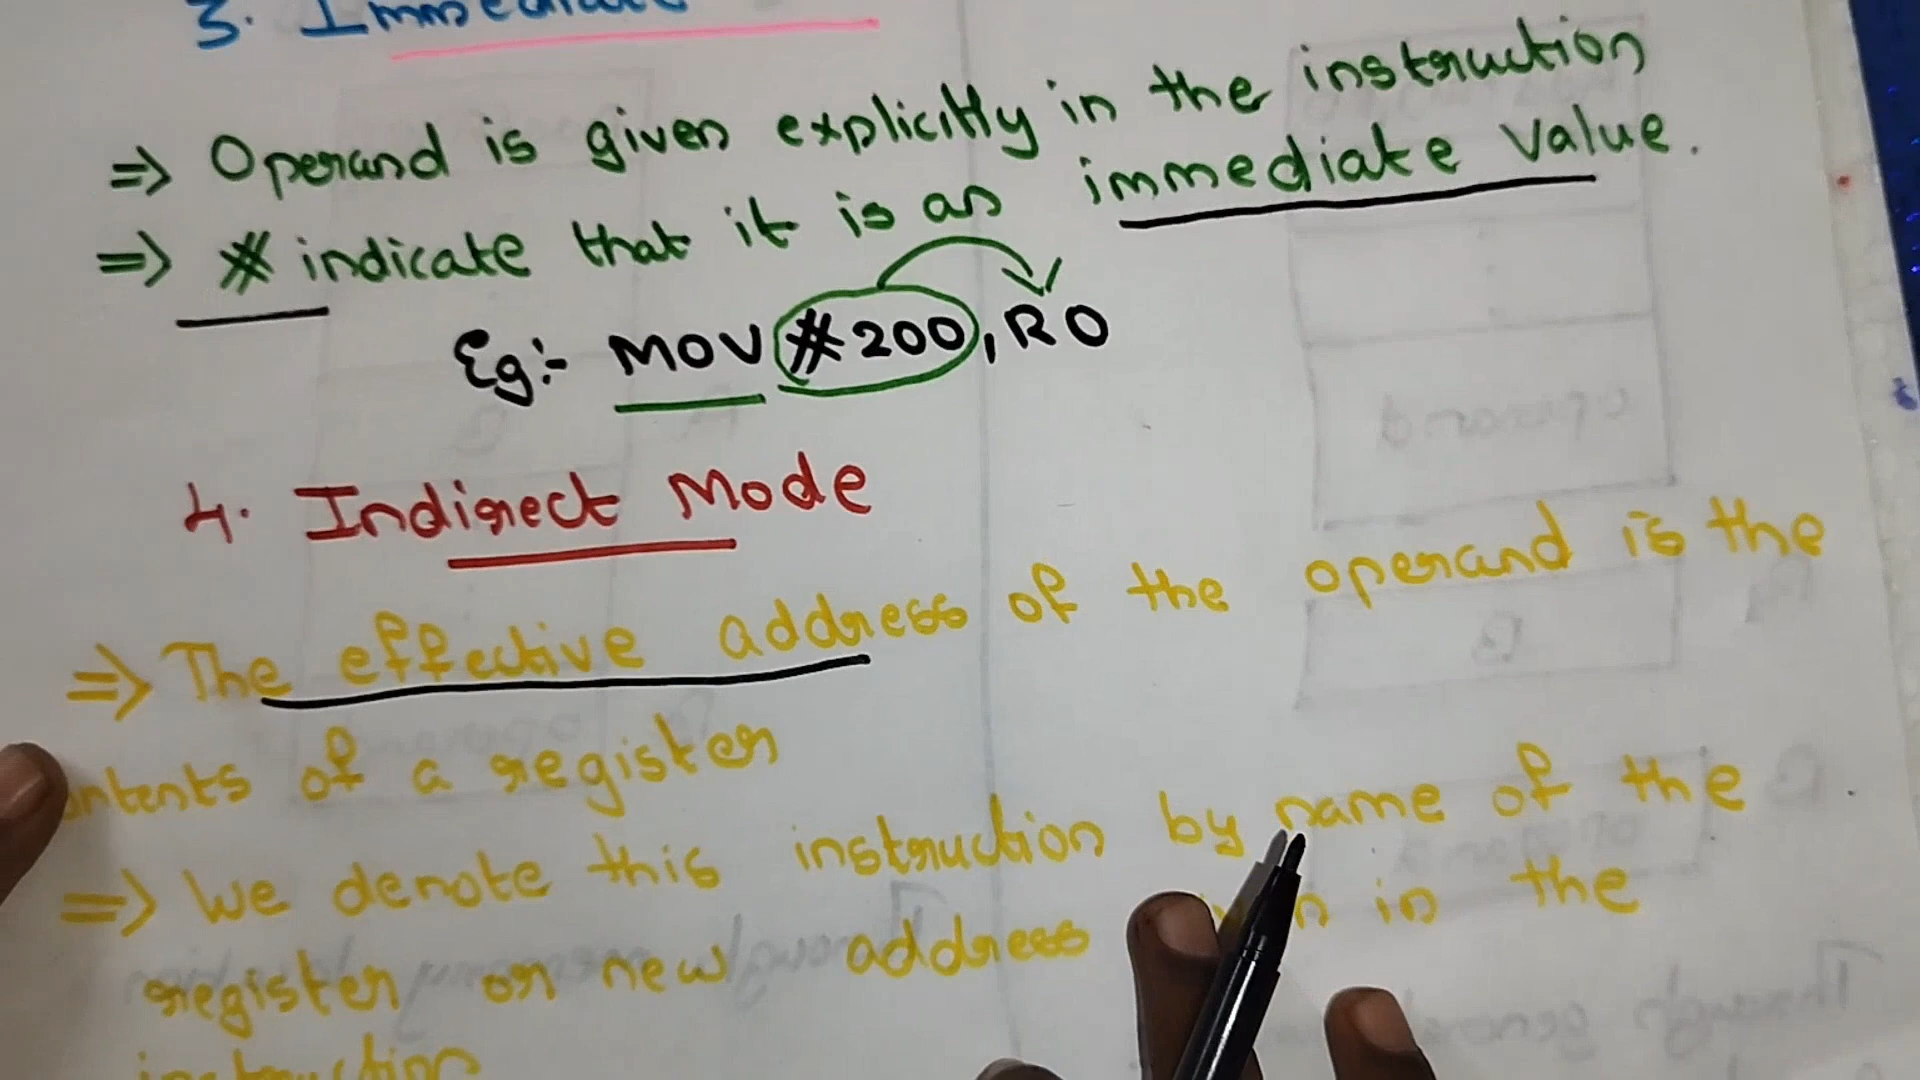 3. Immediate
⇒ Operand is given explicitly in the instruction
⇒ # indicate that it is an immediate value.
Eg:- MOV #200, R0
4. Indirect Mode
⇒ The effective address of the operand is the
ontents of a register
⇒ We denote this instruction by name of the
register or new address in the
instruction